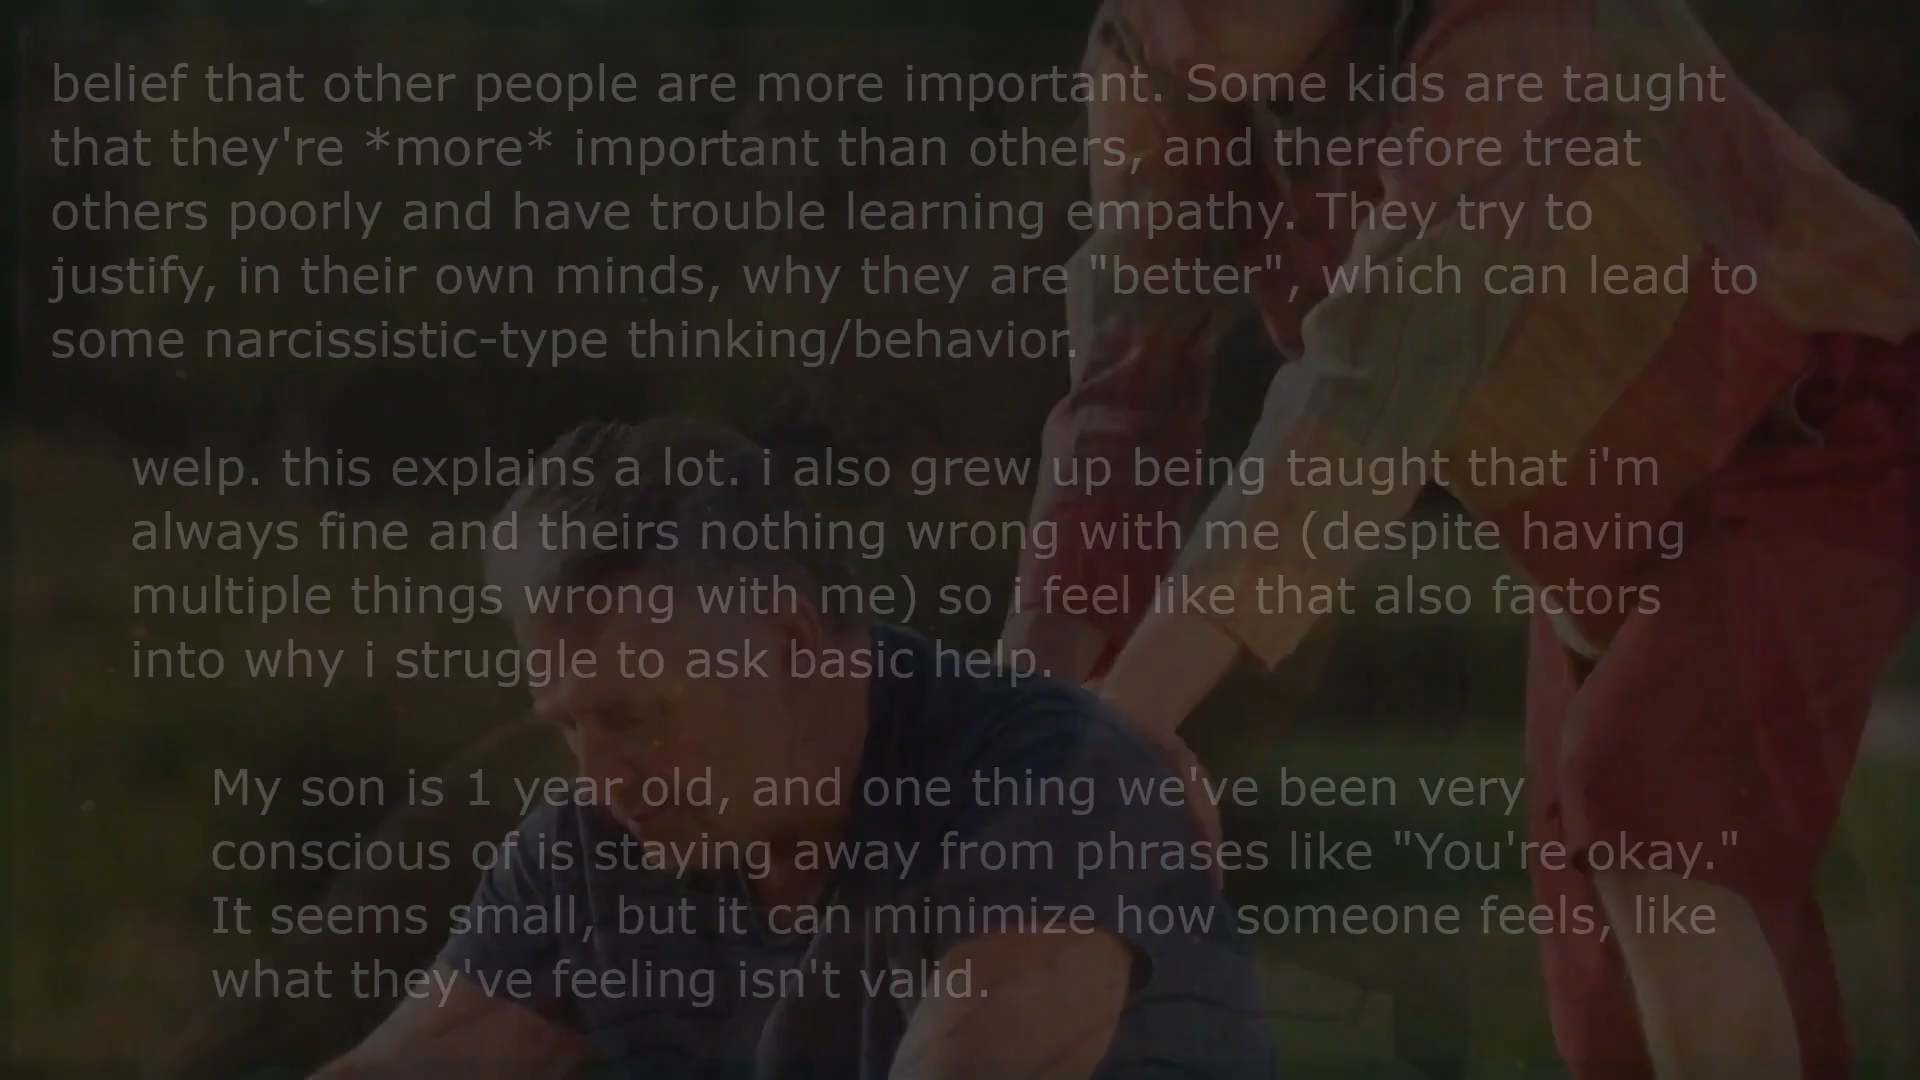 belief that other people are more important. Some kids are taught
that they're *more* important than others, and therefore treat
others poorly and have trouble learning empathy. They try to
justify, in their own minds, why they are "better", which can lead to
some narcissistic-type thinking/behavior.
welp. this explains a lot. i also grew up being taught that i'm
always fine and theirs nothing wrong with me (despite having
multiple things wrong with me) so i feel like that also factors
into why i struggle to ask basic help.
My son is 1 year old, and one thing we've been very
conscious of is staying away from phrases like "You're okay."
It seems small, but it can minimize how someone feels, like
what they've feeling isn't valid.